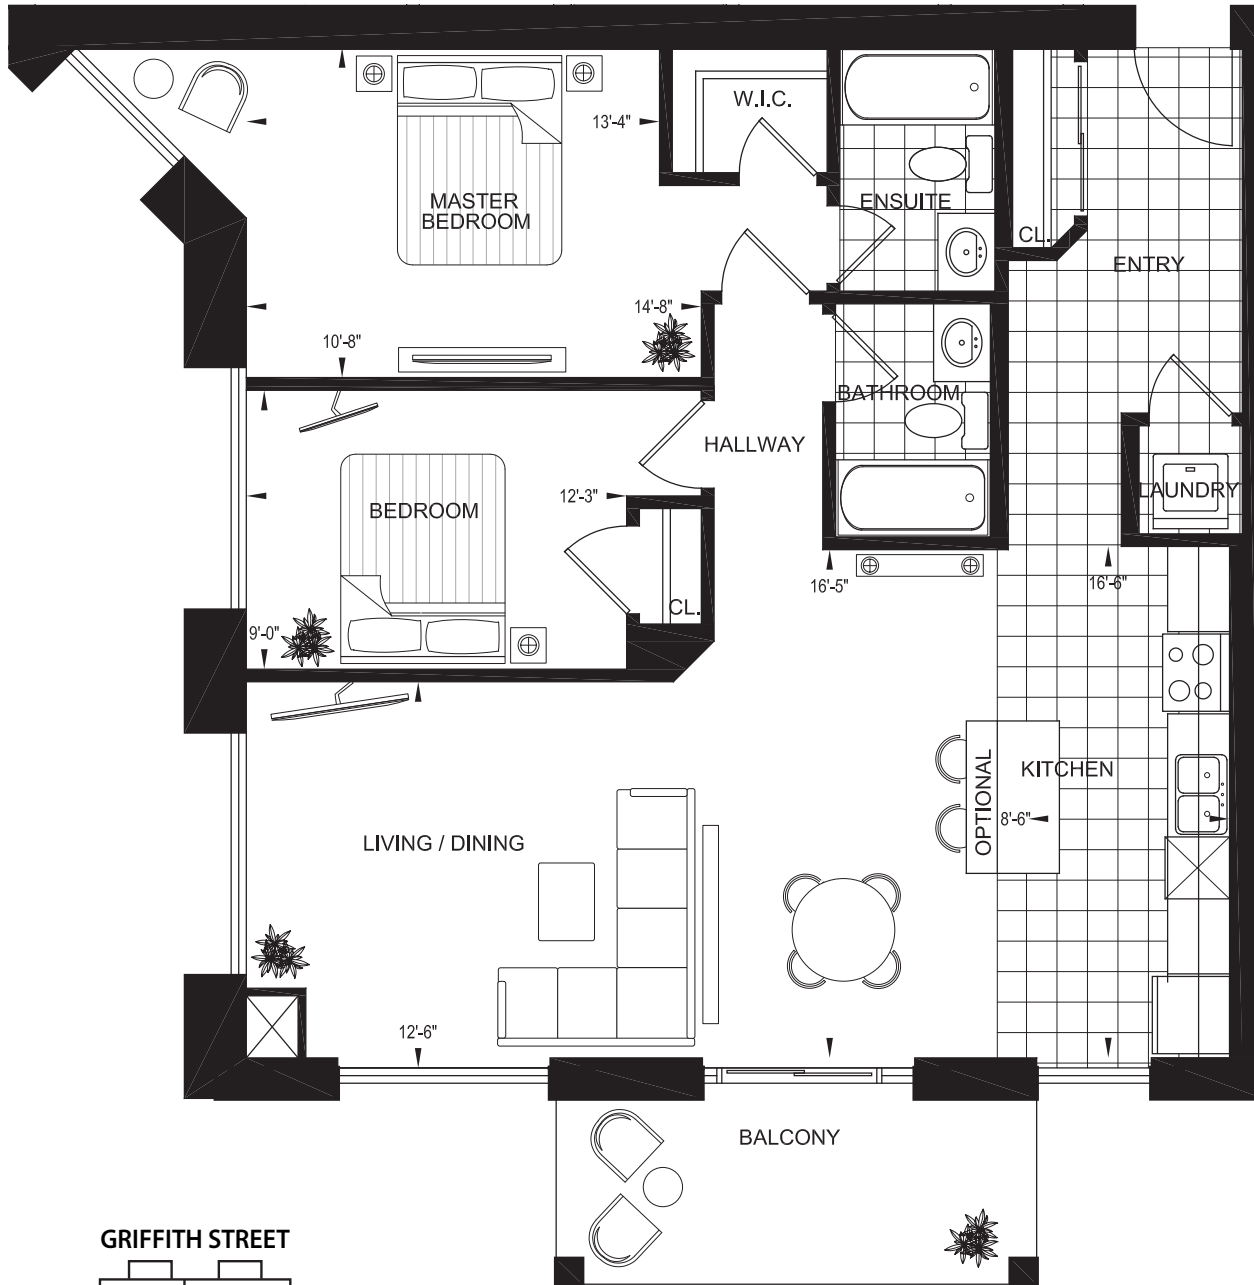 W.I.C.
13'-4"
MASTER
BEDROOM
ENSUITE
CL.
ENTRY
14'-8"
10'-8"
BATHROOM
HALLWAY
BEDROOM
12'-3"
LAUNDRY
16'-5"
16'-6"
CL.
9'-0"
KITCHEN
OPTIONAL
8'-6"
LIVING / DINING
12'-6"
BALCONY
GRIFFITH STREET